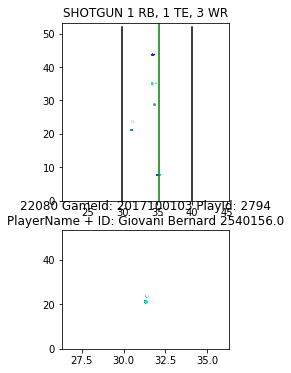 SHOTGUN 1 RB, 1 TE, 3 WR
50
40
30
20
10
0
25 30 35 40 45
22080 GameId: 2017100103 PlayId: 2794
PlayerName + ID: Giovani Bernard 2540156.0
40
20
0
27.5 30.0 32.5 35.0